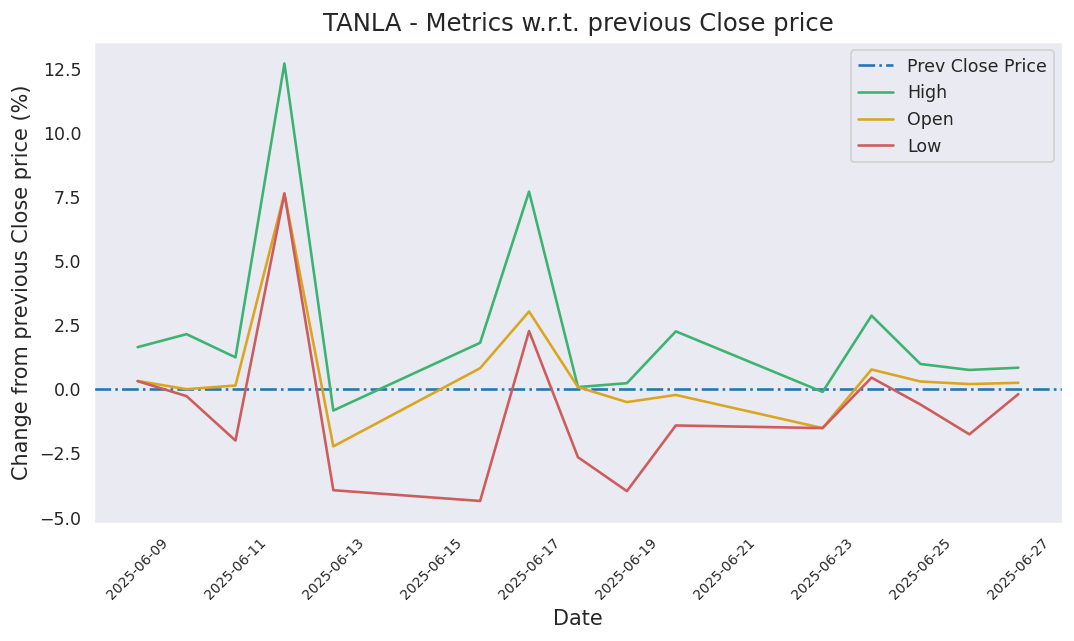 TANLA - Metrics w.r.t. previous Close price
Change from previous Close price (%)
12.5
10.0
7.5
5.0
2.5
0.0
−2.5
−5.0
Prev Close Price
High
Open
Low
2025-06-09
2025-06-11
2025-06-13
2025-06-15
2025-06-17
2025-06-19
2025-06-21
2025-06-23
2025-06-25
2025-06-27
Date